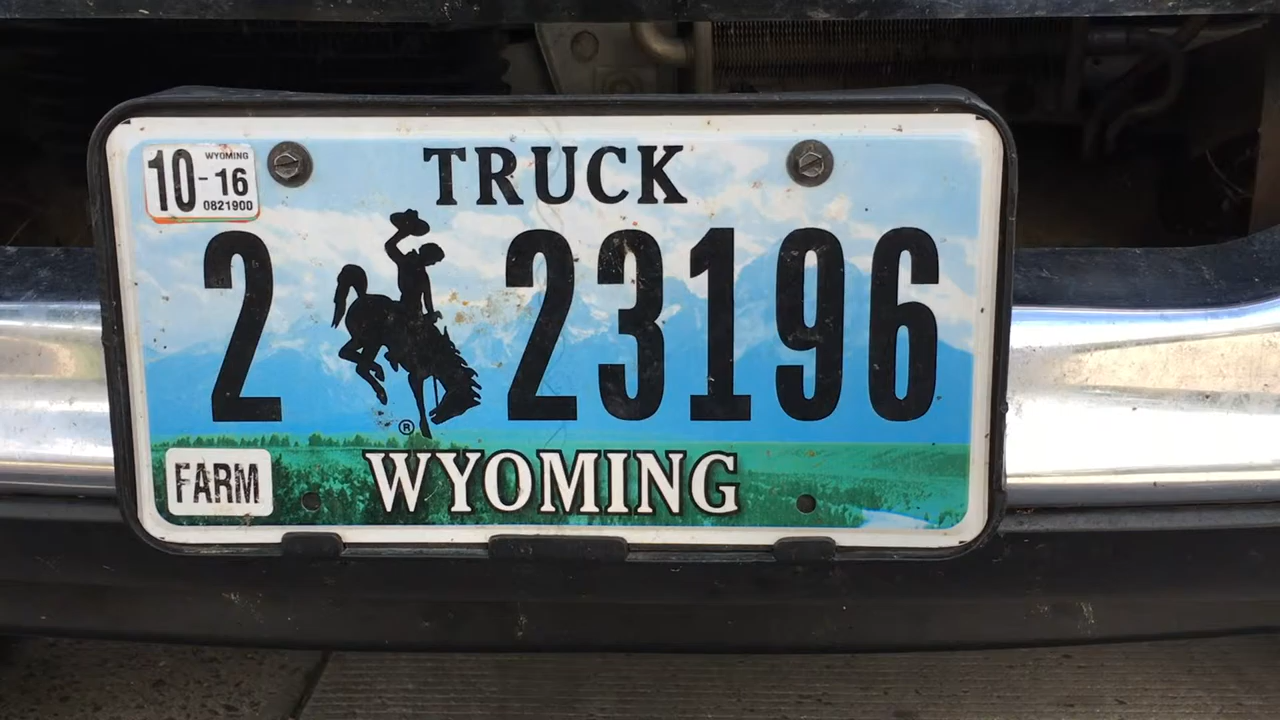 TRUCK
WYOMING
10-16
0821900
2 23196
®
FARM
WYOMING